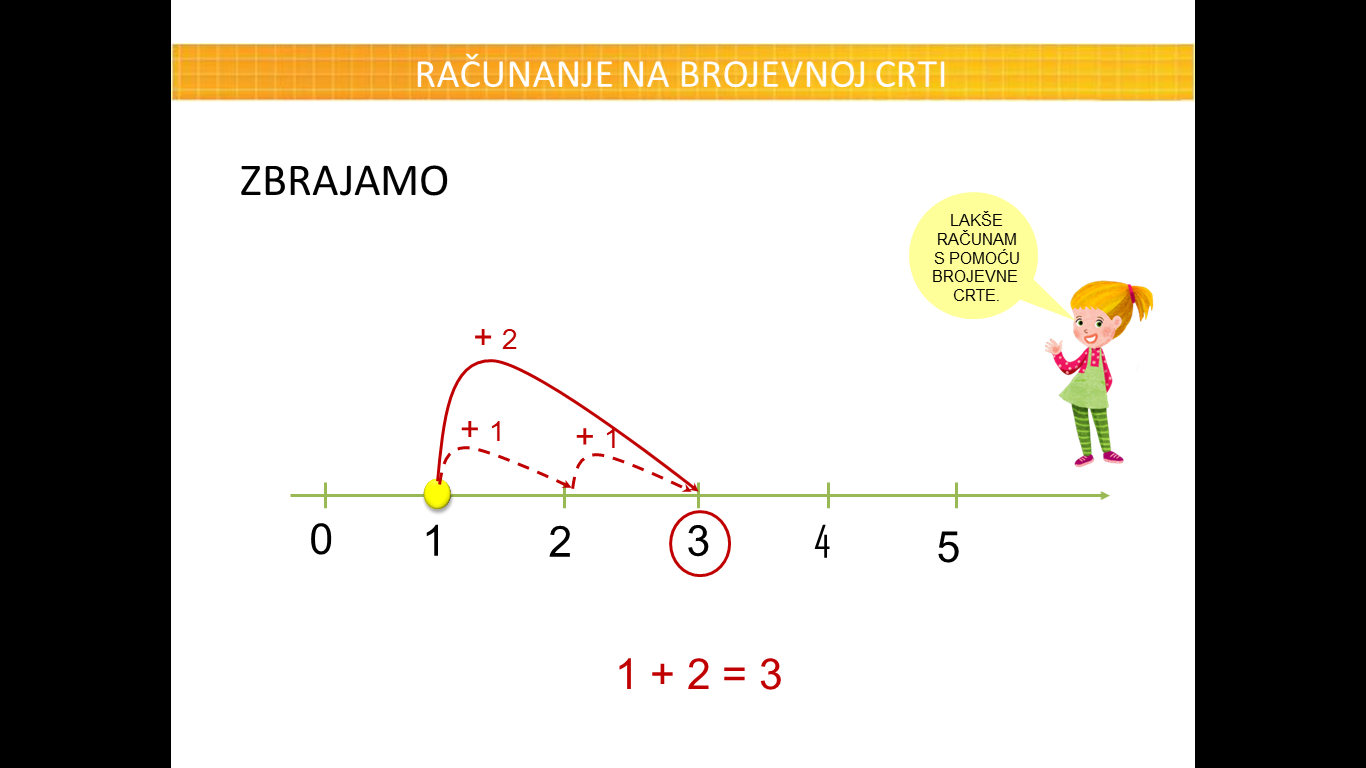 RAČUNANJE NA BROJEVNOJ CRTI
ZBRAJAMO
LAKŠE
RAČUNAM
S POMOĆU
BROJEVNE
CRTE.
+ 2
+ 1 + 1
0 1 2 3 4 5
1 + 2 = 3